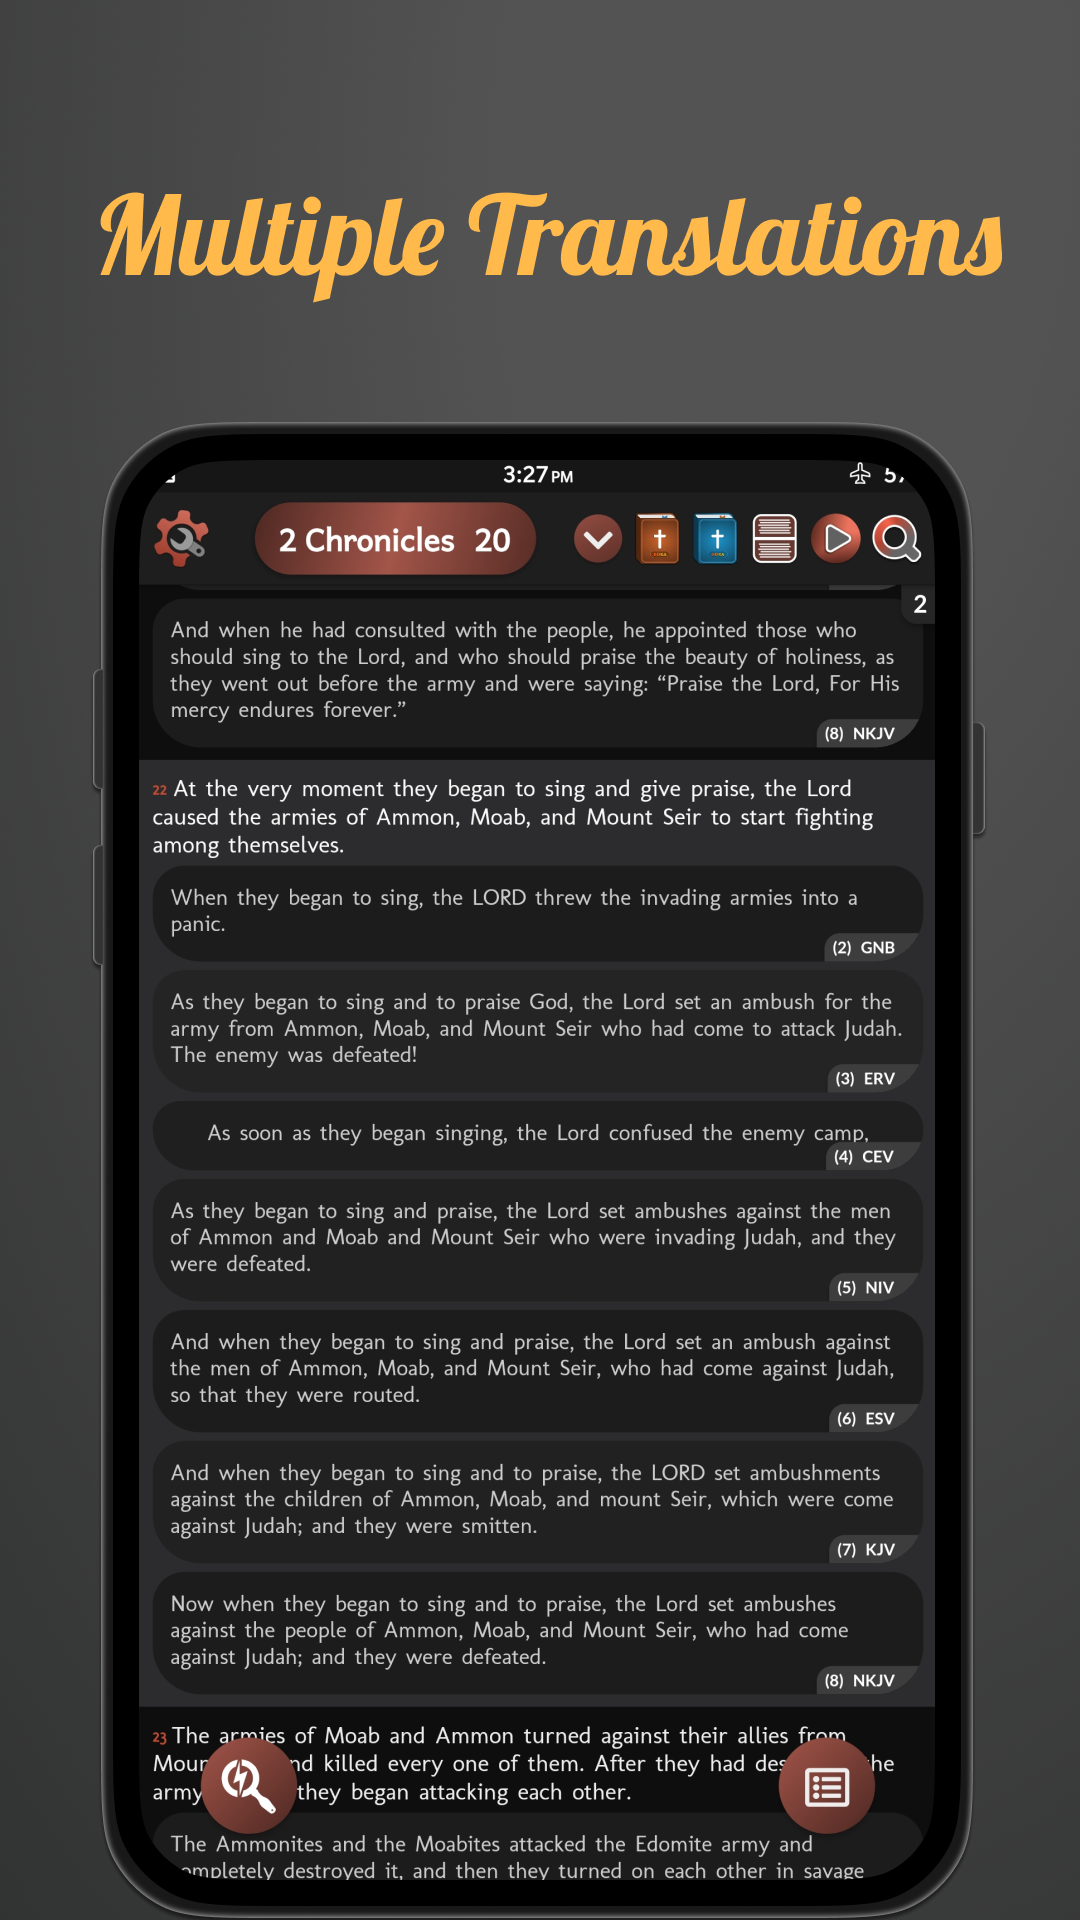 Multiple Translations
3:27 PM
2 Chronicles 20
2
And when he had consulted with the people, he appointed those who
should sing to the Lord, and who should praise the beauty of holiness, as
they went out before the army and were saying: “Praise the Lord, For His
mercy endures forever.”
(8) NKJV
22 At the very moment they began to sing and give praise, the Lord
caused the armies of Ammon, Moab, and Mount Seir to start fighting
among themselves.
When they began to sing, the LORD threw the invading armies into a
panic.
(2) GNB
As they began to sing and to praise God, the Lord set an ambush for the
army from Ammon, Moab, and Mount Seir who had come to attack Judah.
The enemy was defeated!
(3) ERV
As soon as they began singing, the Lord confused the enemy camp,
(4) CEV
As they began to sing and praise, the Lord set ambushes against the men
of Ammon and Moab and Mount Seir who were invading Judah, and they
were defeated.
(5) NIV
And when they began to sing and praise, the Lord set an ambush against
the men of Ammon, Moab, and Mount Seir, who had come against Judah,
so that they were routed.
(6) ESV
And when they began to sing and to praise, the LORD set ambushments
against the children of Ammon, Moab, and mount Seir, which were come
against Judah; and they were smitten.
(7) KJV
Now when they began to sing and to praise, the Lord set ambushes
against the people of Ammon, Moab, and Mount Seir, who had come
against Judah; and they were defeated.
(8) NKJV
23 The armies of Moab and Ammon turned against their allies from
killed every one of them. After they had
army they began attacking each other.
The Ammonites and the Moabites attacked the Edomite army and
completely destroyed it, and then they turned on each other in savage